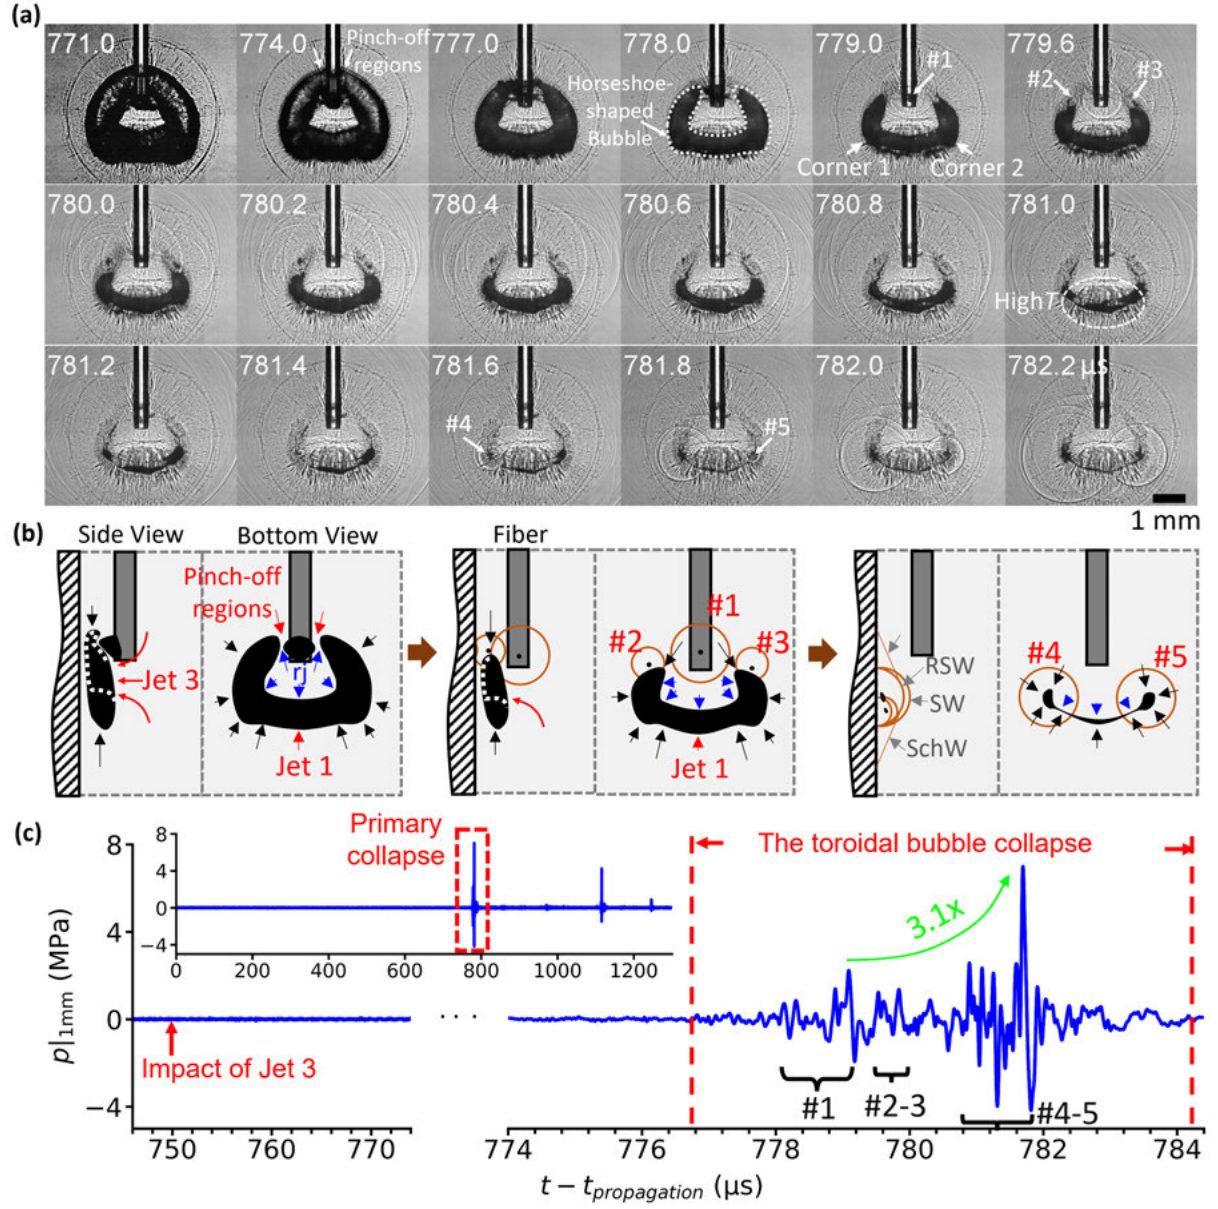 (a)
771.0
774.0
Pinch-off
regions
777.0
778.0
Horseshoe-
shaped
Bubble
779.0
#1
Corner 1
Corner 2
779.6
#2
#3
780.0
780.2
780.4
780.6
780.8
781.0
High T
781.2
781.4
781.6
#4
781.8
#5
782.0
782.2 µs
1 mm
(b)
Side View
Bottom View
Fiber
Pinch-off
regions
rJ
Jet 3
Jet 1
#1
#2
#3
Jet 1
#4
#5
RSW
SW
SchW
(c)
Primary
collapse
The toroidal bubble collapse
3.1x
8
4
0
−4
p|1mm (MPa)
8
4
0
−4
0
200
400
600
800
1000
1200
Impact of Jet 3
. . .
#1
#2-3
#4-5
750
760
770
774
776
778
780
782
784
t − tpropagation (µs)